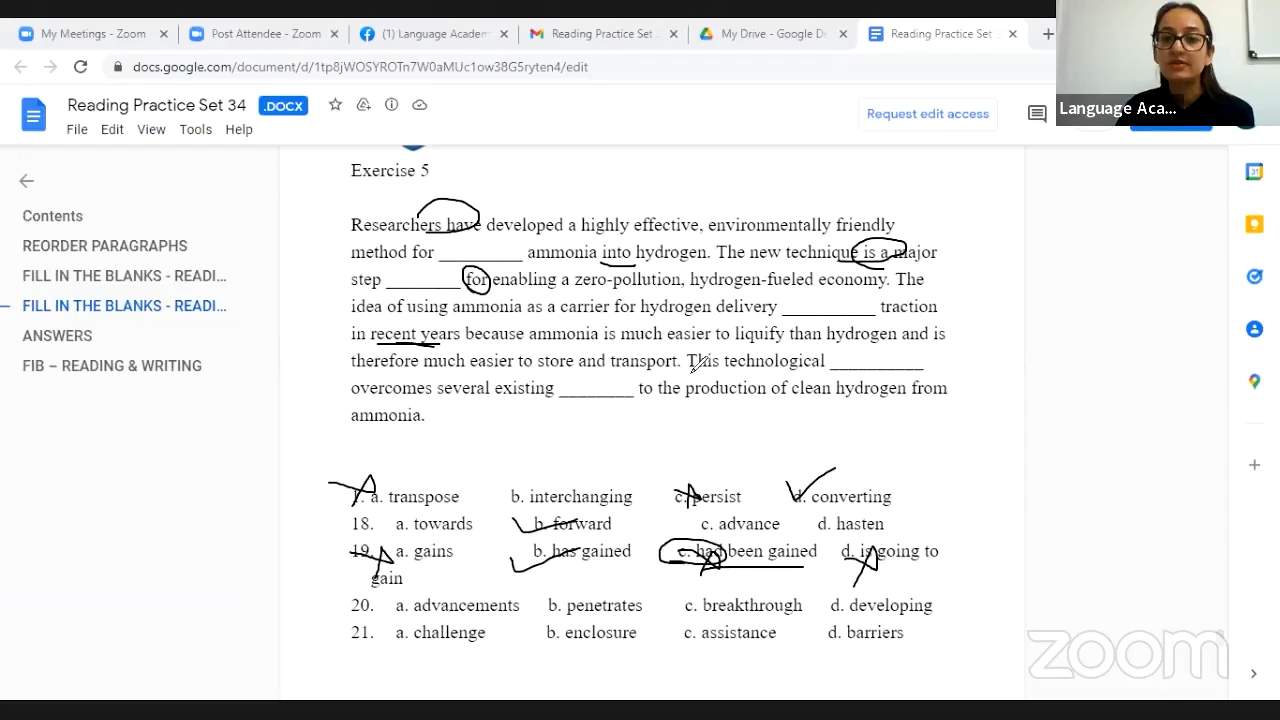 My Meetings - Zoom
Post Attendee - Zoom
(1) Language Academ
Reading Practice Set
My Drive - Google D
Reading Practice Set
docs.google.com/document/d/1tp8jWOSYROTn7W0aMUc1ow38G5ryten4/edit
Reading Practice Set 34 .DOCX
Request edit access
Language Aca...
File Edit View Tools Help
Contents
REORDER PARAGRAPHS
FILL IN THE BLANKS - READI...
FILL IN THE BLANKS - READI...
ANSWERS
FIB – READING & WRITING
Exercise 5
Researchers have developed a highly effective, environmentally friendly
method for _________ ammonia into hydrogen. The new technique is a major
step ________ for enabling a zero-pollution, hydrogen-fueled economy. The
idea of using ammonia as a carrier for hydrogen delivery __________ traction
in recent years because ammonia is much easier to liquify than hydrogen and is
therefore much easier to store and transport. This technological __________
overcomes several existing ________ to the production of clean hydrogen from
ammonia.
1. a. transpose b. interchanging c. persist d. converting
18. a. towards b. forward c. advance d. hasten
19. a. gains b. has gained c. had been gained d. is going to
gain
20. a. advancements b. penetrates c. breakthrough d. developing
21. a. challenge b. enclosure c. assistance d. barriers
31
zoom